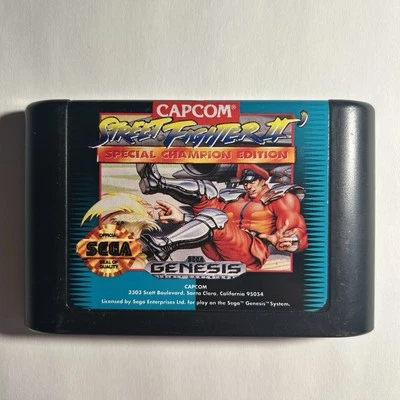 CAPCOM®
STREET FIGHTER II'
SPECIAL CHAMPION EDITION
OFFICIAL
SEGA
SEAL OF QUALITY
SEGA
GENESIS
CAPCOM
3303 Scott Boulevard, Santa Clara, California 95054
Licensed by Sega Enterprises Ltd. for play on the Sega™ Genesis™ System.